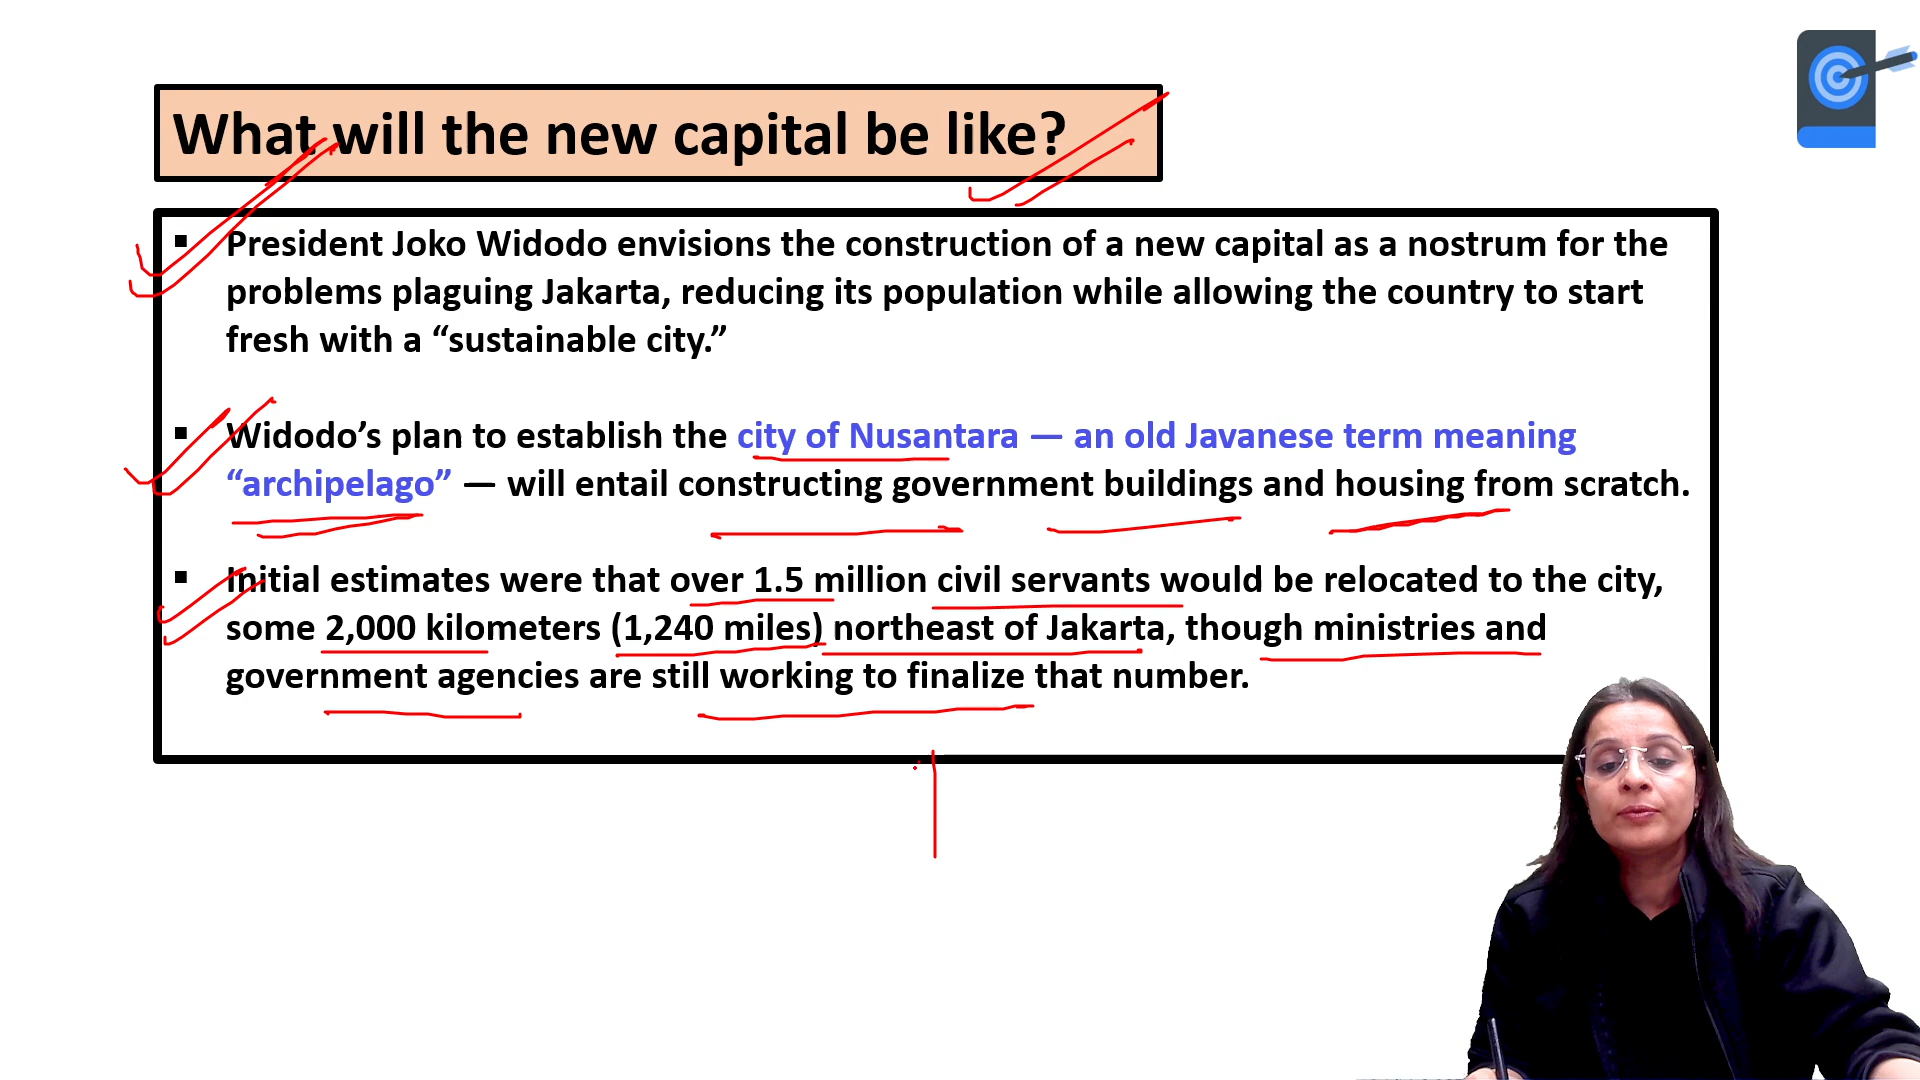 What will the new capital be like?
▪ President Joko Widodo envisions the construction of a new capital as a nostrum for the
problems plaguing Jakarta, reducing its population while allowing the country to start
fresh with a “sustainable city.”
▪ Widodo’s plan to establish the city of Nusantara — an old Javanese term meaning
“archipelago” — will entail constructing government buildings and housing from scratch.
▪ Initial estimates were that over 1.5 million civil servants would be relocated to the city,
some 2,000 kilometers (1,240 miles) northeast of Jakarta, though ministries and
government agencies are still working to finalize that number.